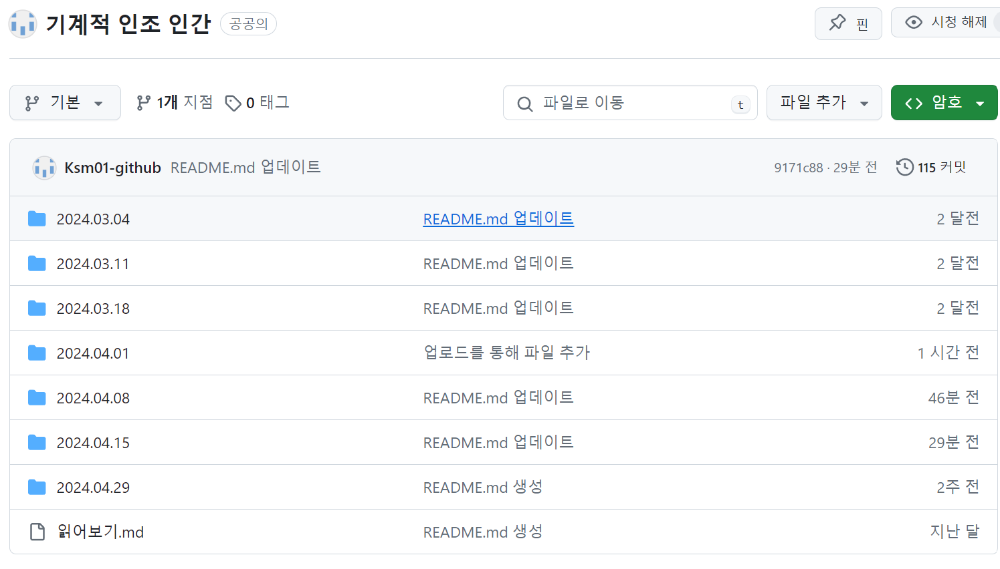 기계적 인조 인간 공공의 핀 시청 해제
기본 1개 지점 0 태그 파일로 이동 t 파일 추가 암호
Ksm01-github README.md 업데이트 9171c88 · 29분 전 115 커밋
2024.03.04 README.md 업데이트 2 달전
2024.03.11 README.md 업데이트 2 달전
2024.03.18 README.md 업데이트 2 달전
2024.04.01 업로드를 통해 파일 추가 1 시간 전
2024.04.08 README.md 업데이트 46분 전
2024.04.15 README.md 업데이트 29분 전
2024.04.29 README.md 생성 2주 전
읽어보기.md README.md 생성 지난 달